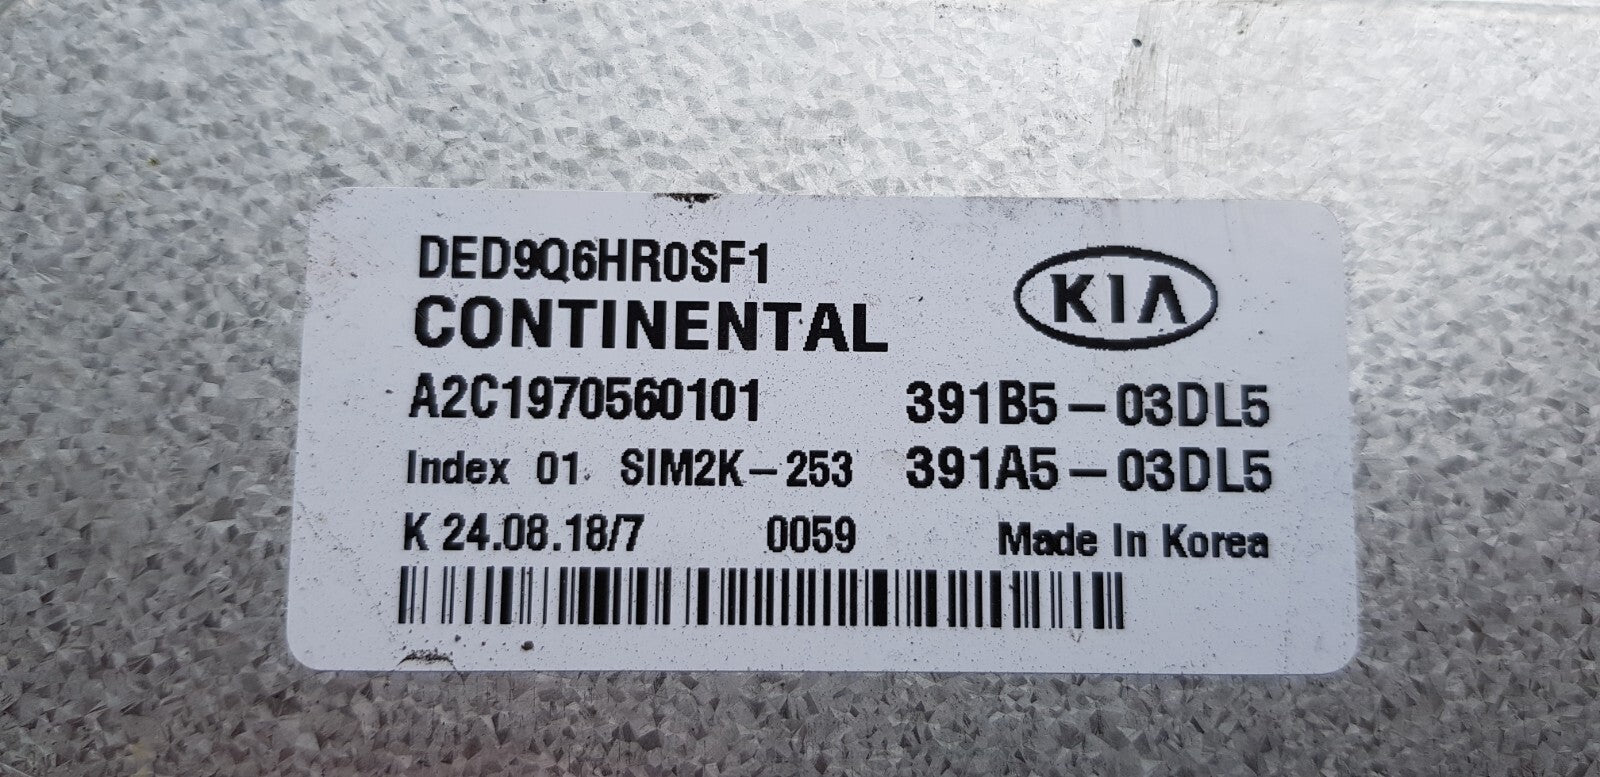 DED9Q6HR0SF1
CONTINENTAL
KIA
A2C1970560101 391B5-03DL5
Index 01 SIM2K-253 391A5-03DL5
K 24.08.18/7 0059 Made In Korea